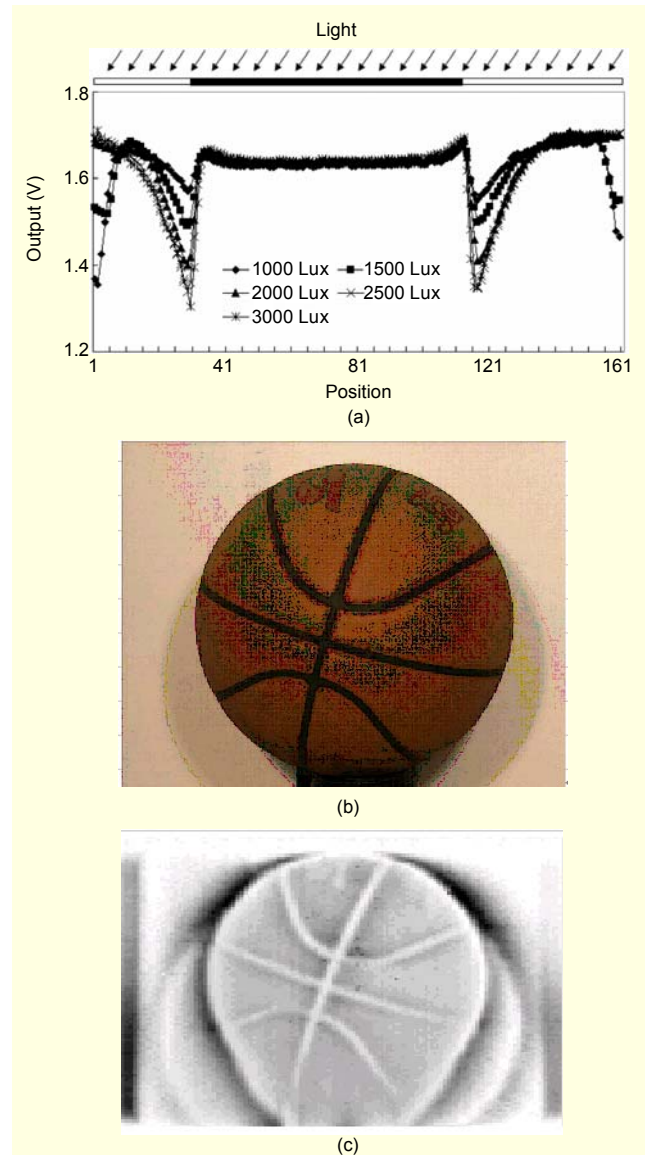 Light
1.8
1.6
1.4
1.2
Output (V)
1000 Lux 1500 Lux
2000 Lux 2500 Lux
3000 Lux
1 41 81 121 161
Position
(a)
(b)
(c)